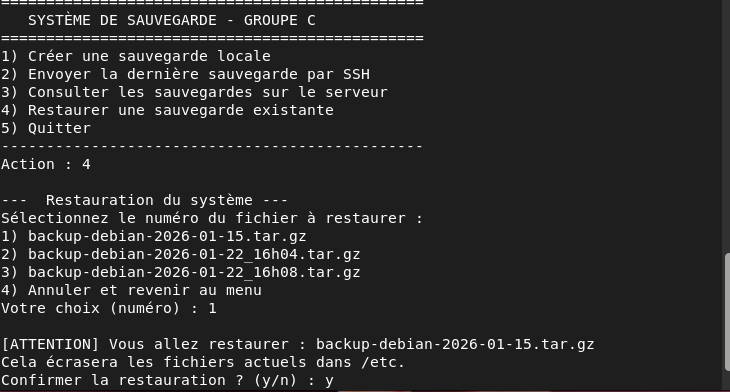 ===============================================
SYSTÈME DE SAUVEGARDE - GROUPE C
===============================================
1) Créer une sauvegarde locale
2) Envoyer la dernière sauvegarde par SSH
3) Consulter les sauvegardes sur le serveur
4) Restaurer une sauvegarde existante
5) Quitter
-----------------------------------------------
Action : 4
---  Restauration du système ---
Sélectionnez le numéro du fichier à restaurer :
1) backup-debian-2026-01-15.tar.gz
2) backup-debian-2026-01-22_16h04.tar.gz
3) backup-debian-2026-01-22_16h08.tar.gz
4) Annuler et revenir au menu
Votre choix (numéro) : 1
[ATTENTION] Vous allez restaurer : backup-debian-2026-01-15.tar.gz
Cela écrasera les fichiers actuels dans /etc.
Confirmer la restauration ? (y/n) : y